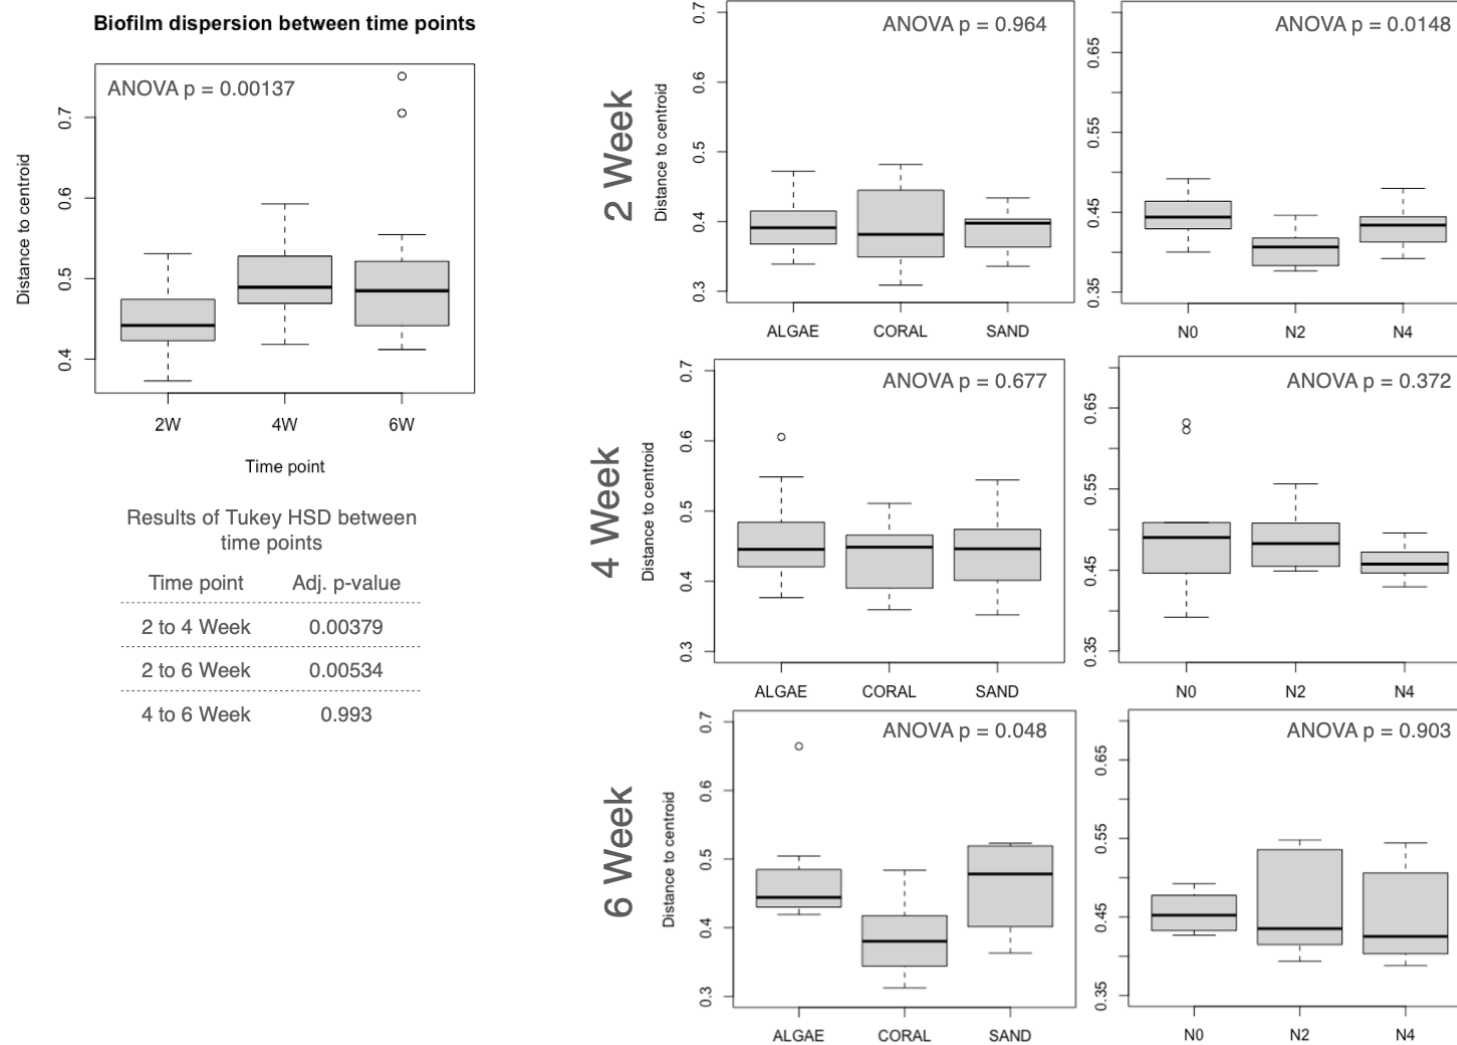 Biofilm dispersion between time points
ANOVA p = 0.00137
Distance to centroid
0.7
0.6
0.5
0.4
2W 4W 6W
Time point
Results of Tukey HSD between
time points
Time point Adj. p-value
2 to 4 Week 0.00379
2 to 6 Week 0.00534
4 to 6 Week 0.993
2 Week
Distance to centroid
0.7
0.6
0.5
0.4
0.3
ANOVA p = 0.964
ALGAE CORAL SAND
0.65
0.45
0.35
ANOVA p = 0.0148
N0 N2 N4
4 Week
Distance to centroid
0.7
0.6
0.5
0.4
0.3
ANOVA p = 0.677
ALGAE CORAL SAND
0.65
0.55
0.45
0.35
ANOVA p = 0.372
N0 N2 N4
6 Week
Distance to centroid
0.7
0.6
0.5
0.4
0.3
ANOVA p = 0.048
ALGAE CORAL SAND
0.65
0.55
0.45
0.35
ANOVA p = 0.903
N0 N2 N4